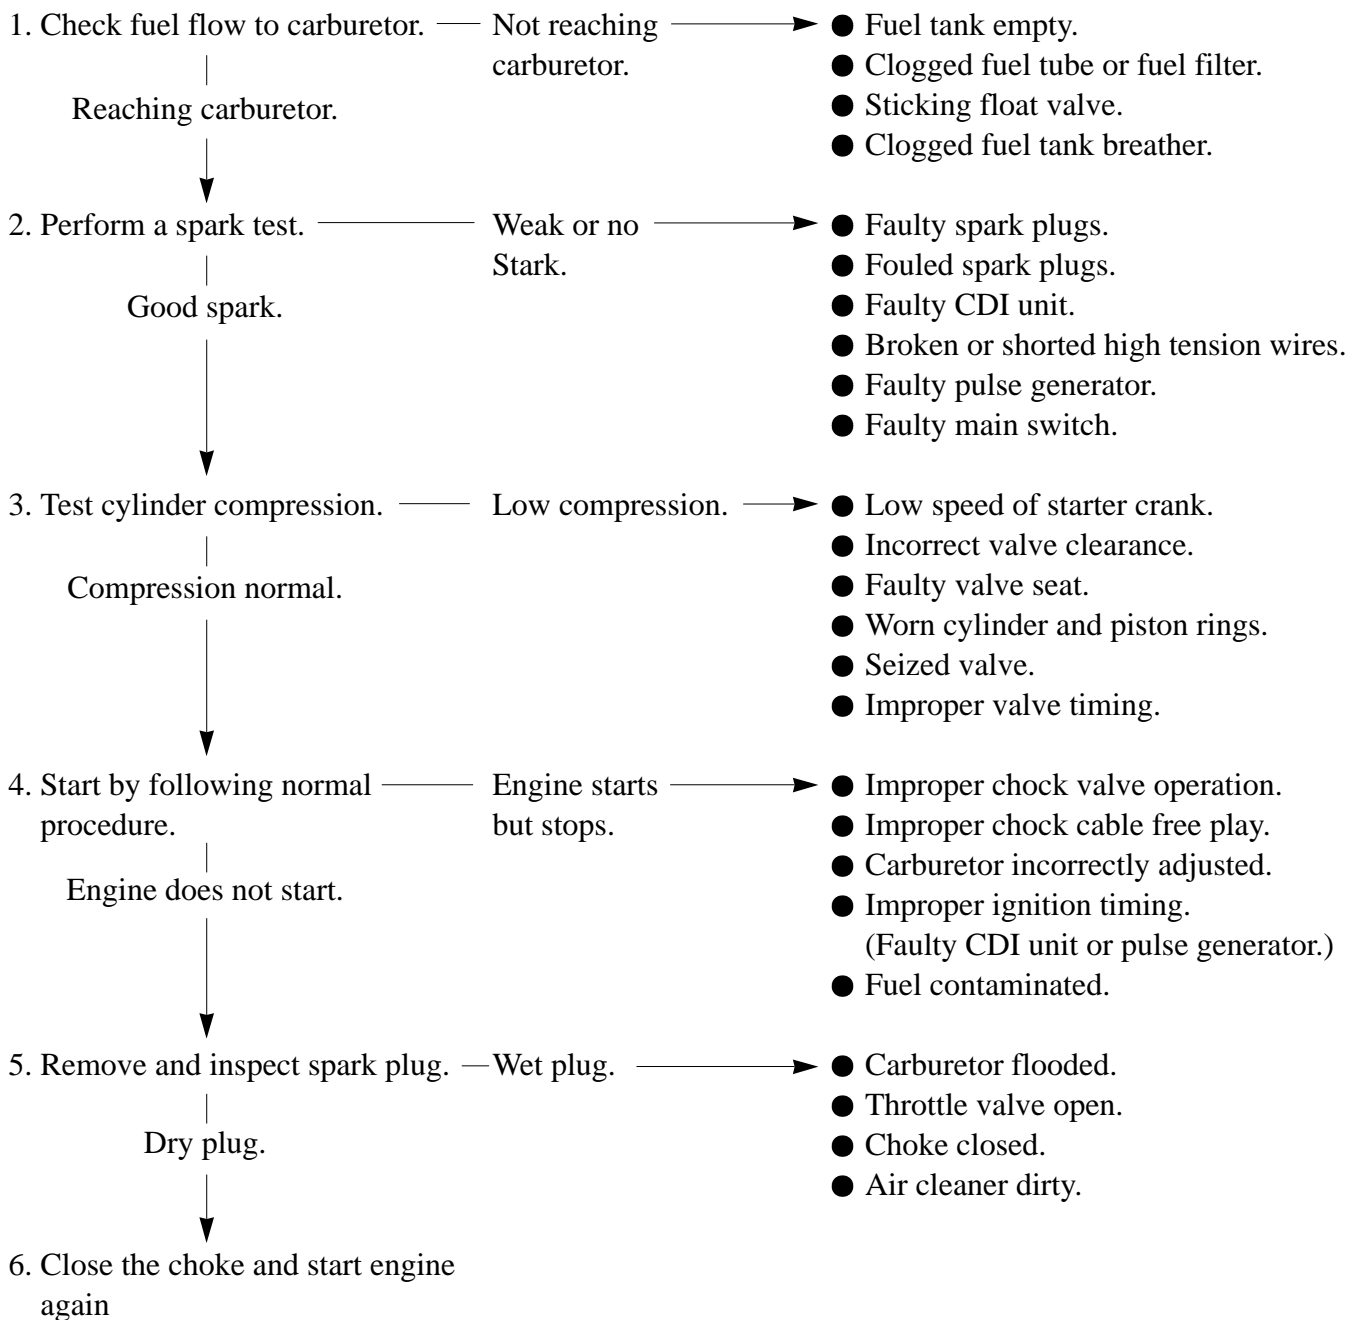 1. Check fuel flow to carburetor.
Not reaching
carburetor.
● Fuel tank empty.
● Clogged fuel tube or fuel filter.
● Sticking float valve.
● Clogged fuel tank breather.
Reaching carburetor.
2. Perform a spark test.
Weak or no
Stark.
● Faulty spark plugs.
● Fouled spark plugs.
● Faulty CDI unit.
● Broken or shorted high tension wires.
● Faulty pulse generator.
● Faulty main switch.
Good spark.
3. Test cylinder compression.
Low compression.
● Low speed of starter crank.
● Incorrect valve clearance.
● Faulty valve seat.
● Worn cylinder and piston rings.
● Seized valve.
● Improper valve timing.
Compression normal.
4. Start by following normal
procedure.
Engine starts
but stops.
● Improper chock valve operation.
● Improper chock cable free play.
● Carburetor incorrectly adjusted.
● Improper ignition timing.
(Faulty CDI unit or pulse generator.)
● Fuel contaminated.
Engine does not start.
5. Remove and inspect spark plug.
Wet plug.
● Carburetor flooded.
● Throttle valve open.
● Choke closed.
● Air cleaner dirty.
Dry plug.
6. Close the choke and start engine
again